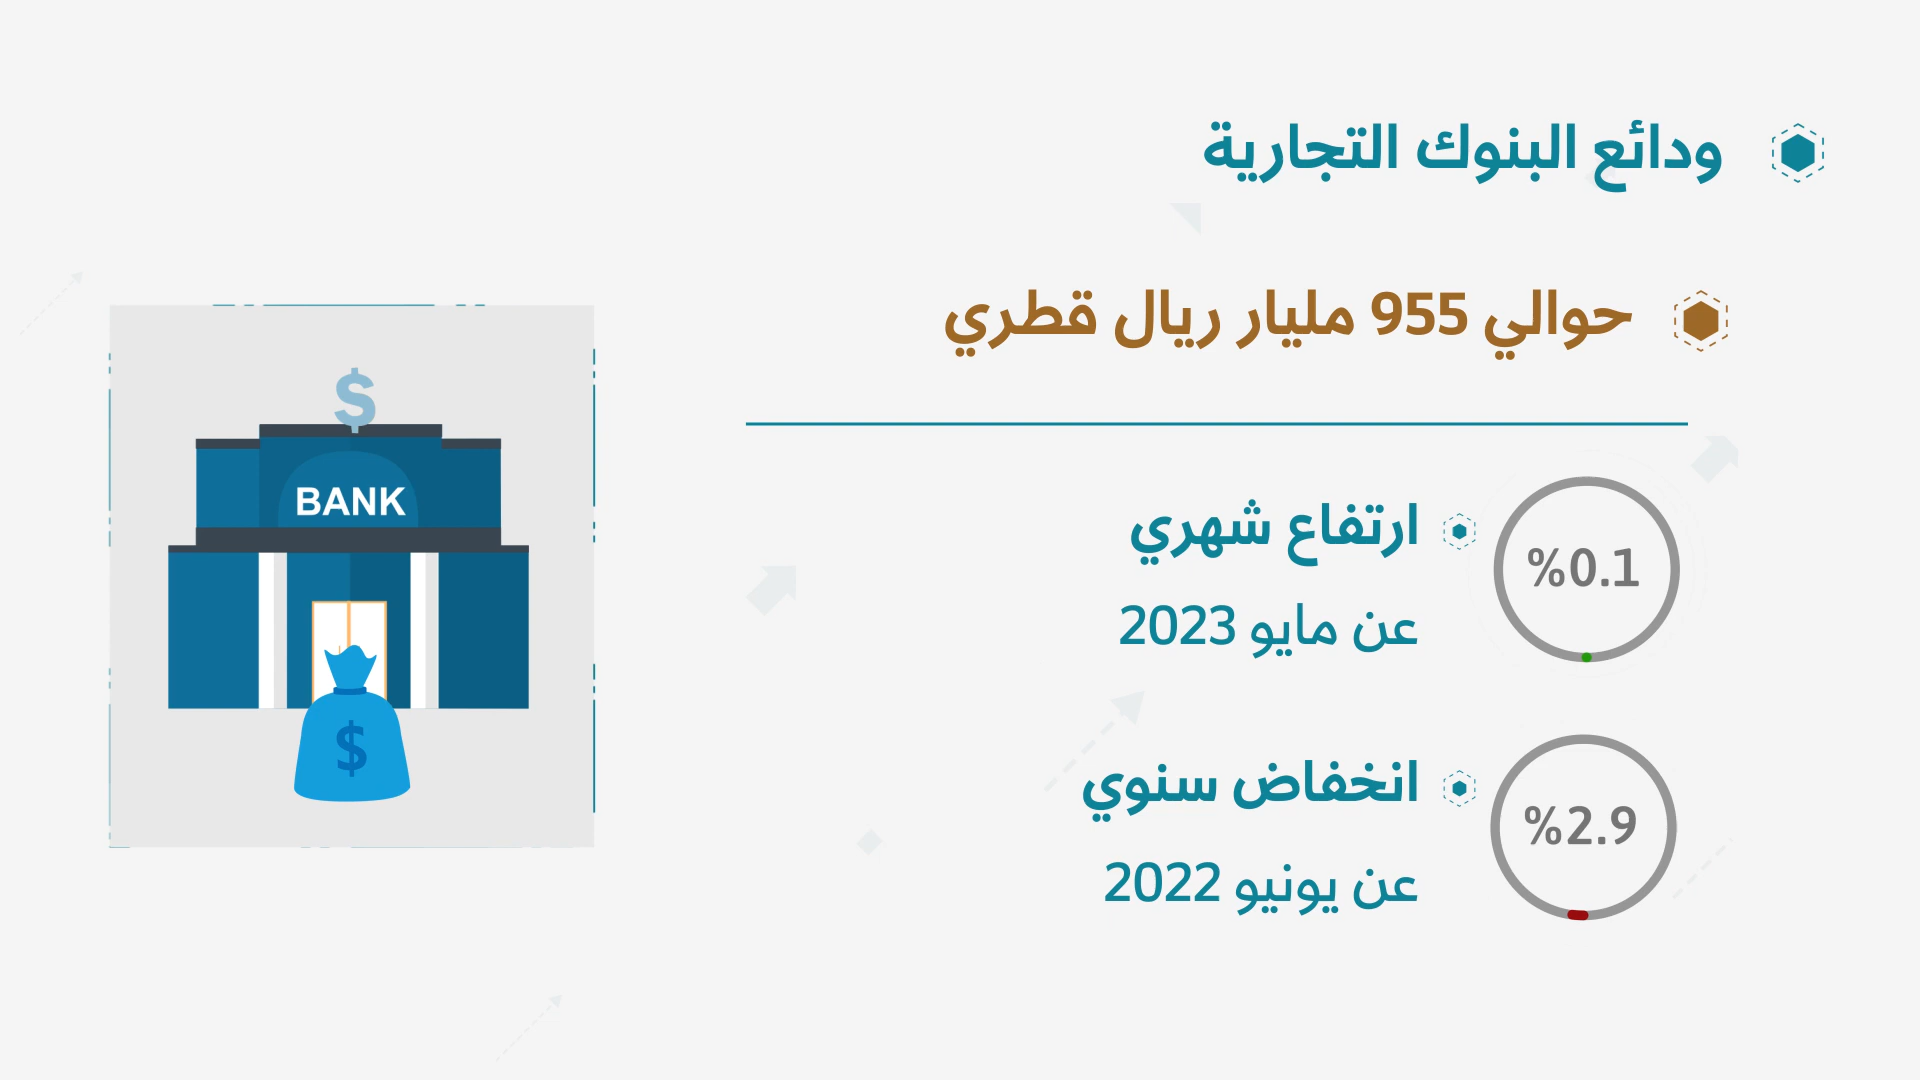 ودائع البنوك التجارية
حوالي 955 مليار ريال قطري
%0.1
ارتفاع شهري
عن مايو 2023
%2.9
انخفاض سنوي
عن يونيو 2022
$
BANK
$